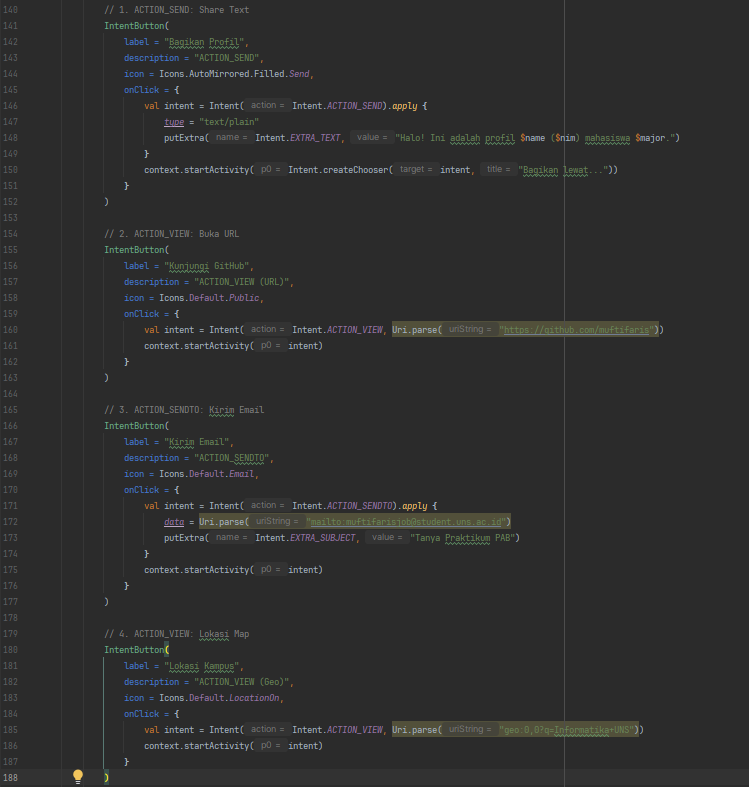 140 // 1. ACTION_SEND: Share Text
141 IntentButton(
142 label = "Bagikan Profil",
143 description = "ACTION_SEND",
144 icon = Icons.AutoMirrored.Filled.Send,
145 onClick = {
146 val intent = Intent( action = Intent.ACTION_SEND).apply {
147 type = "text/plain"
148 putExtra( name = Intent.EXTRA_TEXT, value = "Halo! Ini adalah profil $name ($nim) mahasiswa $major.")
149 }
150 context.startActivity( p0 = Intent.createChooser( target = intent, title = "Bagikan lewat..."))
151 }
152 )
153
154 // 2. ACTION_VIEW: Buka URL
155 IntentButton(
156 label = "Kunjungi GitHub",
157 description = "ACTION_VIEW (URL)",
158 icon = Icons.Default.Public,
159 onClick = {
160 val intent = Intent( action = Intent.ACTION_VIEW, Uri.parse( uriString = "https://github.com/muftifaris"))
161 context.startActivity( p0 = intent)
162 }
163 )
164
165 // 3. ACTION_SENDTO: Kirim Email
166 IntentButton(
167 label = "Kirim Email",
168 description = "ACTION_SENDTO",
169 icon = Icons.Default.Email,
170 onClick = {
171 val intent = Intent( action = Intent.ACTION_SENDTO).apply {
172 data = Uri.parse( uriString = "mailto:muftifarisjob@student.uns.ac.id")
173 putExtra( name = Intent.EXTRA_SUBJECT, value = "Tanya Praktikum PAB")
174 }
175 context.startActivity( p0 = intent)
176 }
177 )
178
179 // 4. ACTION_VIEW: Lokasi Map
180 IntentButton(
181 label = "Lokasi Kampus",
182 description = "ACTION_VIEW (Geo)",
183 icon = Icons.Default.LocationOn,
184 onClick = {
185 val intent = Intent( action = Intent.ACTION_VIEW, Uri.parse( uriString = "geo:0,0?q=Informatika+UNS"))
186 context.startActivity( p0 = intent)
187 }
188 )